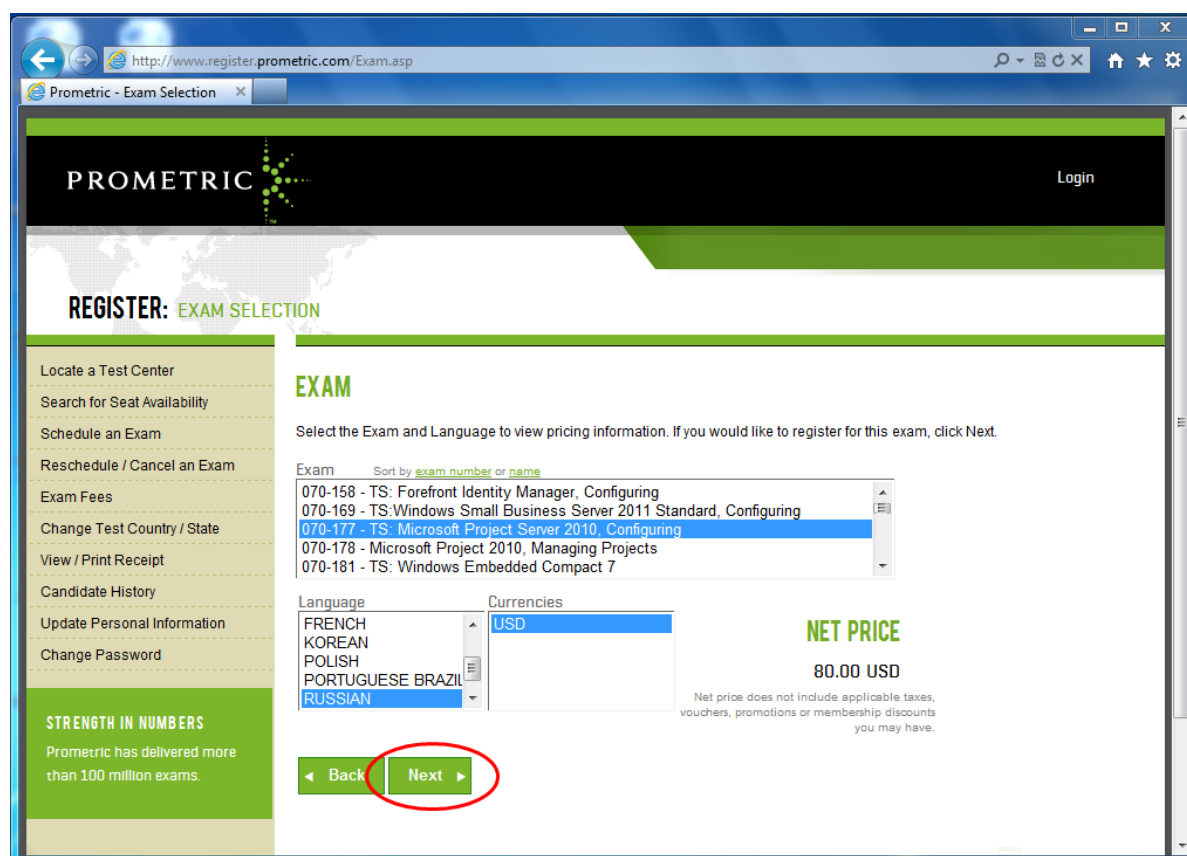 http://www.register.prometric.com/Exam.asp
Prometric - Exam Selection
PROMETRIC
TM
Login
REGISTER: EXAM SELECTION
Locate a Test Center
Search for Seat Availability
Schedule an Exam
Reschedule / Cancel an Exam
Exam Fees
Change Test Country / State
View / Print Receipt
Candidate History
Update Personal Information
Change Password
STRENGTH IN NUMBERS
Prometric has delivered more
than 100 million exams.
EXAM
Select the Exam and Language to view pricing information. If you would like to register for this exam, click Next.
Exam Sort by exam number or name
070-158 - TS: Forefront Identity Manager, Configuring
070-169 - TS:Windows Small Business Server 2011 Standard, Configuring
070-177 - TS: Microsoft Project Server 2010, Configuring
070-178 - Microsoft Project 2010, Managing Projects
070-181 - TS: Windows Embedded Compact 7
Language Currencies
FRENCH USD
KOREAN
POLISH
PORTUGUESE BRAZIL
RUSSIAN
NET PRICE
80.00 USD
Net price does not include applicable taxes,
vouchers, promotions or membership discounts
you may have.
Back Next